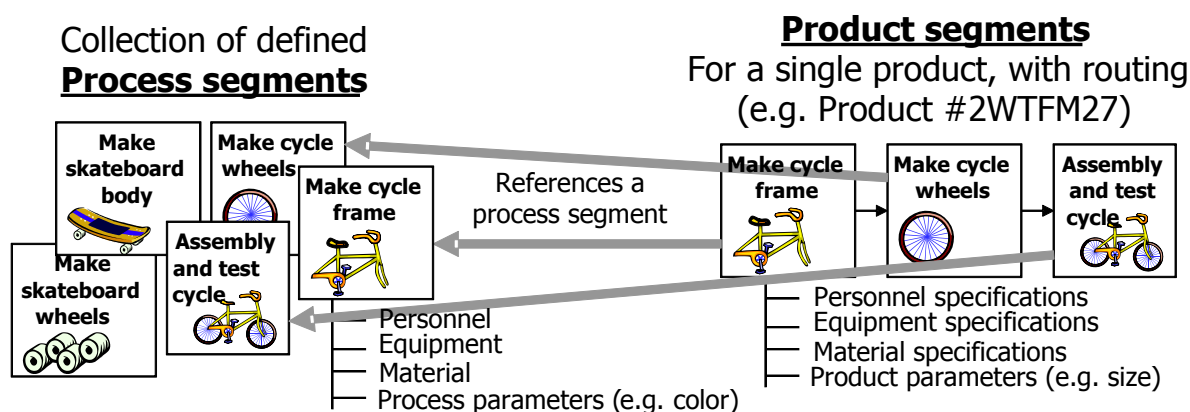 Collection of defined
Process segments
Product segments
For a single product, with routing
(e.g. Product #2WTFM27)
Make
skateboard
body
Make cycle
wheels
Make cycle
frame
Assembly
and test
cycle
Make
skateboard
wheels
References a
process segment
Make cycle
frame
Make cycle
wheels
Assembly
and test
cycle
Personnel
Equipment
Material
Process parameters (e.g. color)
Personnel specifications
Equipment specifications
Material specifications
Product parameters (e.g. size)